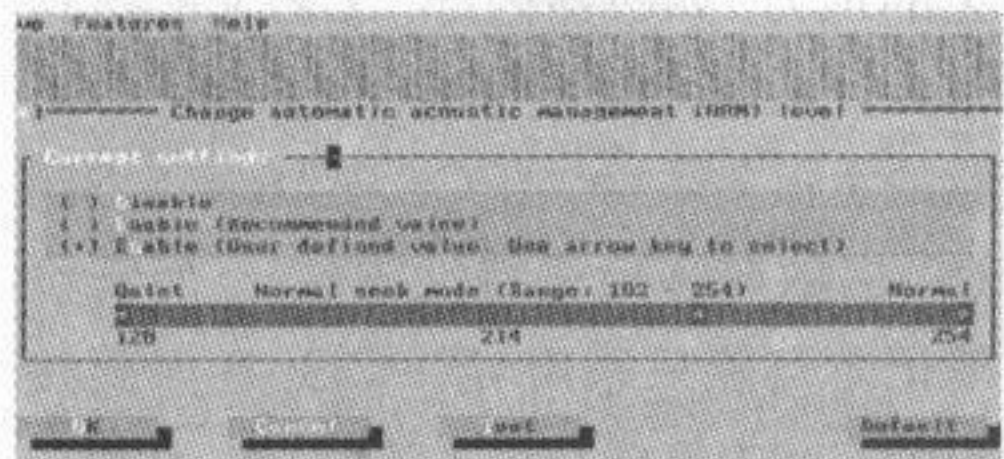 Features Help
Change automatic acoustic management (AAM) level
Current setting:
( ) Disable
( ) Enable (Recommended value)
(•) Enable (User defined value. Use arrow key to select)
Quiet Normal seek mode (Range: 192 - 254) Normal
128 214 254
OK Cancel Test Default